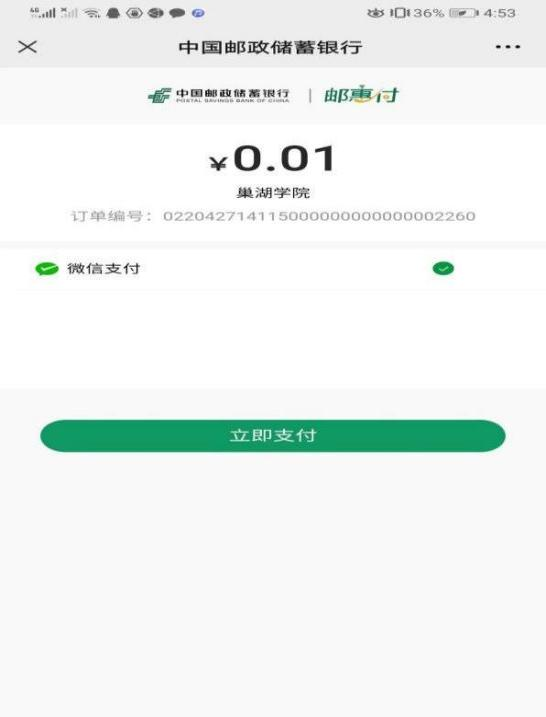 4G 36% 4:53
中国邮政储蓄银行
中国邮政储蓄银行 | 邮惠付
POSTAL SAVINGS BANK OF CHINA
¥0.01
巢湖学院
订单编号：0220427141150000000000000002260
微信支付
立即支付